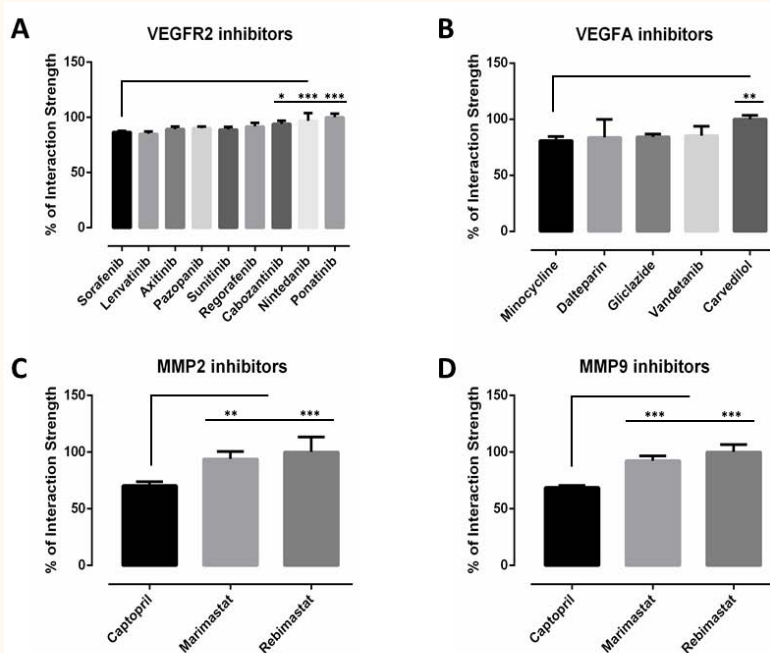 A
VEGFR2 inhibitors
% of Interaction Strength
150
100
50
0
* *** ***
Sorafenib
Lenvatinib
Axitinib
Pazopanib
Sunitinib
Regorafenib
Cabozantinib
Nintedanib
Ponatinib
B
VEGFA inhibitors
% of Interaction Strength
150
100
50
0
**
Minocycline
Dalteparin
Gliclazide
Vandetanib
Carvedilol
C
MMP2 inhibitors
% of Interaction Strength
150
100
50
0
** ***
Captopril
Marimastat
Rebimastat
D
MMP9 inhibitors
% of Interaction Strength
150
100
50
0
*** ***
Captopril
Marimastat
Rebimastat